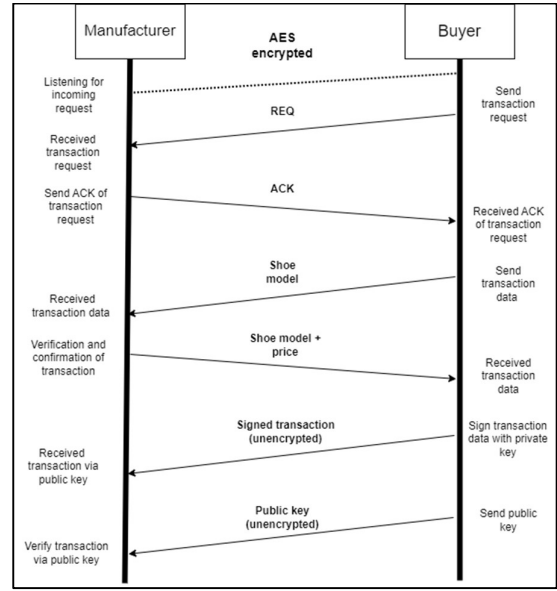 Manufacturer
AES
encrypted
Buyer
Listening for
incoming
request
Send
transaction
request
REQ
Received
transaction
request
Send ACK of
transaction
request
ACK
Received ACK
of transaction
request
Shoe
model
Send
transaction
data
Received
transaction data
Verification and
confirmation of
transaction
Shoe model +
price
Received
transaction
data
Signed transaction
(unencrypted)
Sign transaction
data with private
key
Received
transaction via
public key
Public key
(unencrypted)
Send public
key
Verify transaction
via public key